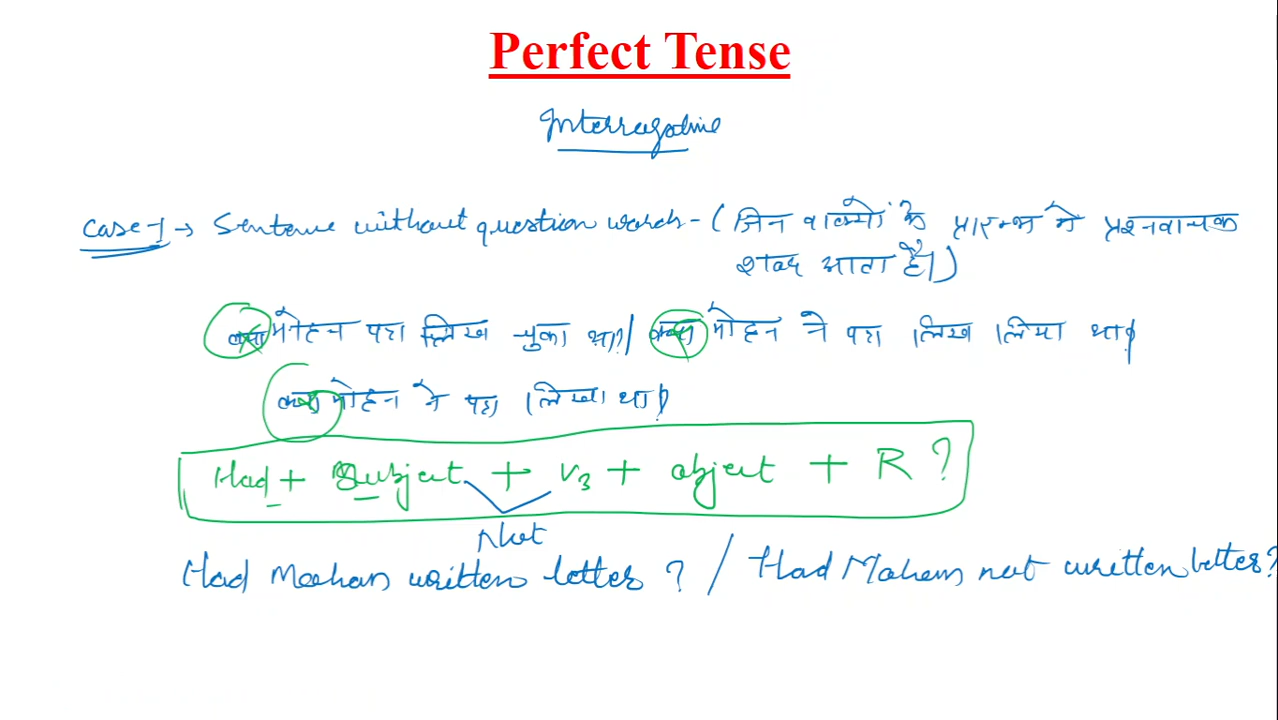 Perfect Tense
Interrogative
Case-1 → Sentence without question words - ( जिन वाक्यों के प्रारम्भ मे प्रश्नवाचक
शब्द आता है।)
क्या मोहन पत्र लिख चुका था?/ क्या मोहन ने पत्र लिख लिया था?
क्या मोहन ने पत्र लिखा था?
Had + Subject + V3 + object + R ?
Not
Had Mohan written letter ? / Had Mohan not written letter?